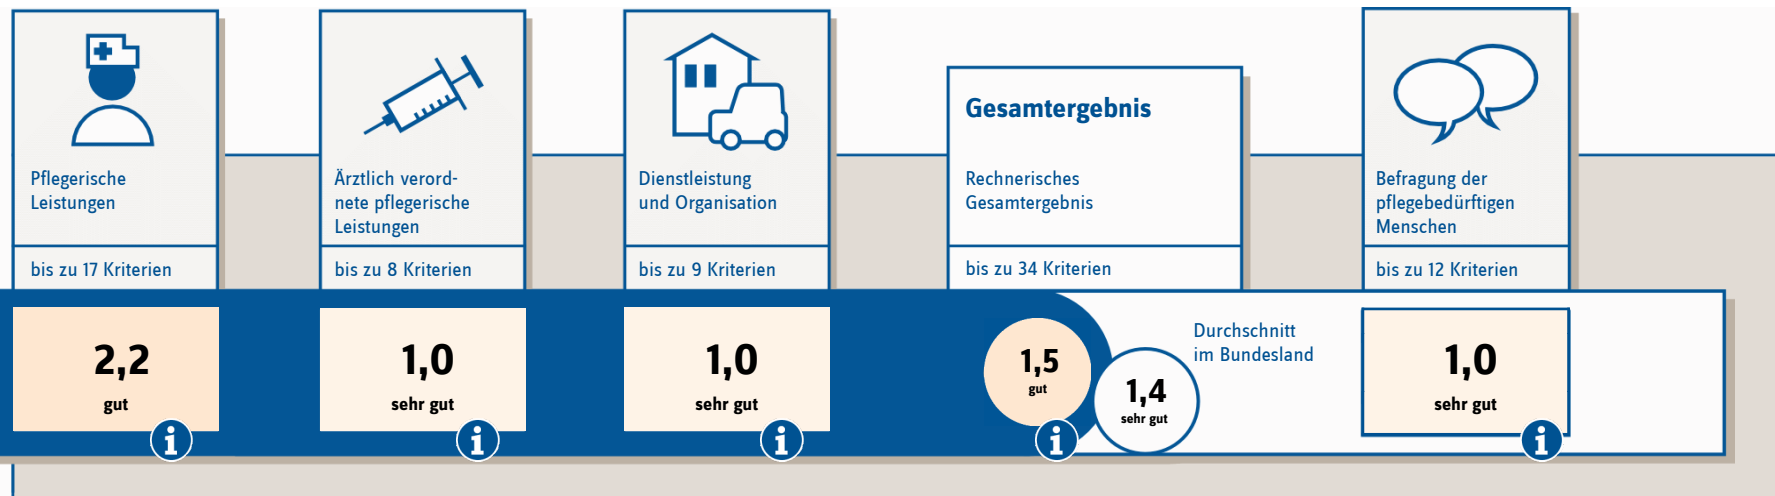 Pflegerische
Leistungen
bis zu 17 Kriterien
2,2
gut
Ärztlich verord-
nete pflegerische
Leistungen
bis zu 8 Kriterien
1,0
sehr gut
Dienstleistung
und Organisation
bis zu 9 Kriterien
1,0
sehr gut
Gesamtergebnis
Rechnerisches
Gesamtergebnis
bis zu 34 Kriterien
1,5
gut
1,4
sehr gut
Durchschnitt
im Bundesland
Befragung der
pflegebedürftigen
Menschen
bis zu 12 Kriterien
1,0
sehr gut